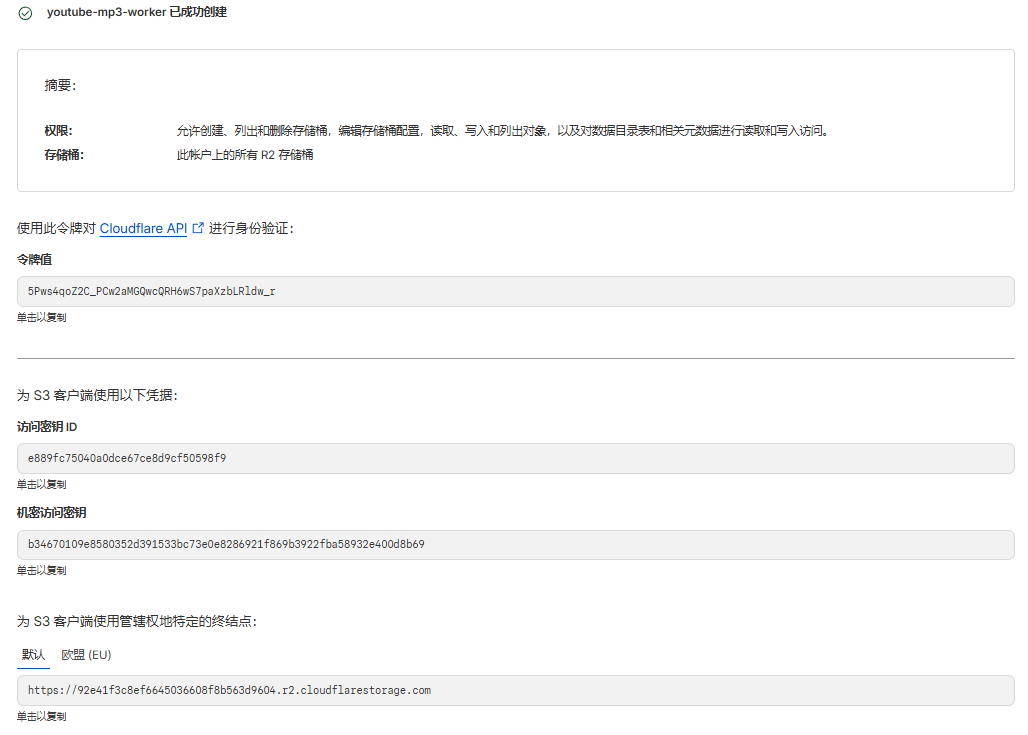 youtube-mp3-worker 已成功创建
摘要：
权限： 允许创建、列出和删除存储桶，编辑存储桶配置，读取、写入和列出对象，以及对数据目录表和相关元数据进行读取和写入访问。
存储桶： 此帐户上的所有 R2 存储桶
使用此令牌对 Cloudflare API 进行身份验证：
令牌值
5Pws4qoZ2C_PCw2aMGQwcQRH6wS7paXzbLRldw_r
单击以复制
为 S3 客户端使用以下凭据：
访问密钥 ID
e889fc75040a0dce67ce8d9cf50598f9
单击以复制
机密访问密钥
b34670109e8580352d391533bc73e0e8286921f869b3922fba58932e400d8b69
单击以复制
为 S3 客户端使用管辖权地特定的终结点：
默认 欧盟 (EU)
https://92e41f3c8ef6645036608f8b563d9604.r2.cloudflarestorage.com
单击以复制